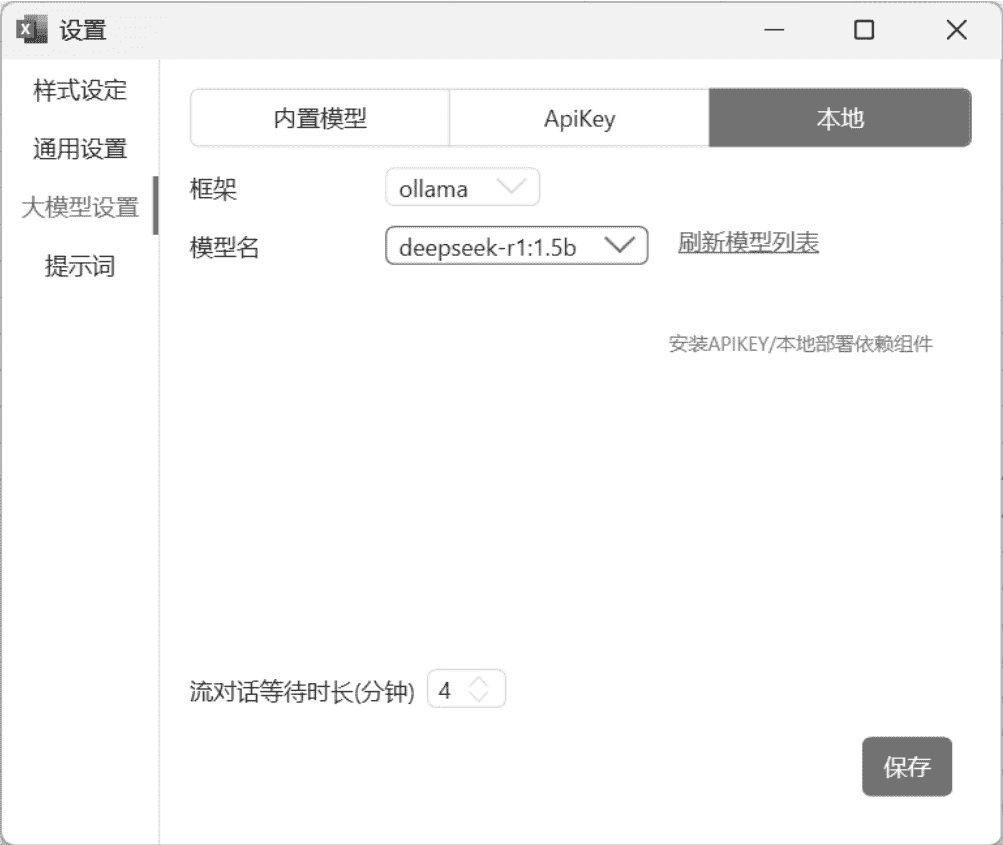 设置
样式设定
通用设置
大模型设置
提示词
内置模型
ApiKey
本地
框架
ollama
模型名
deepseek-r1:1.5b
刷新模型列表
安装APIKEY/本地部署依赖组件
流对话等待时长(分钟)
4
保存